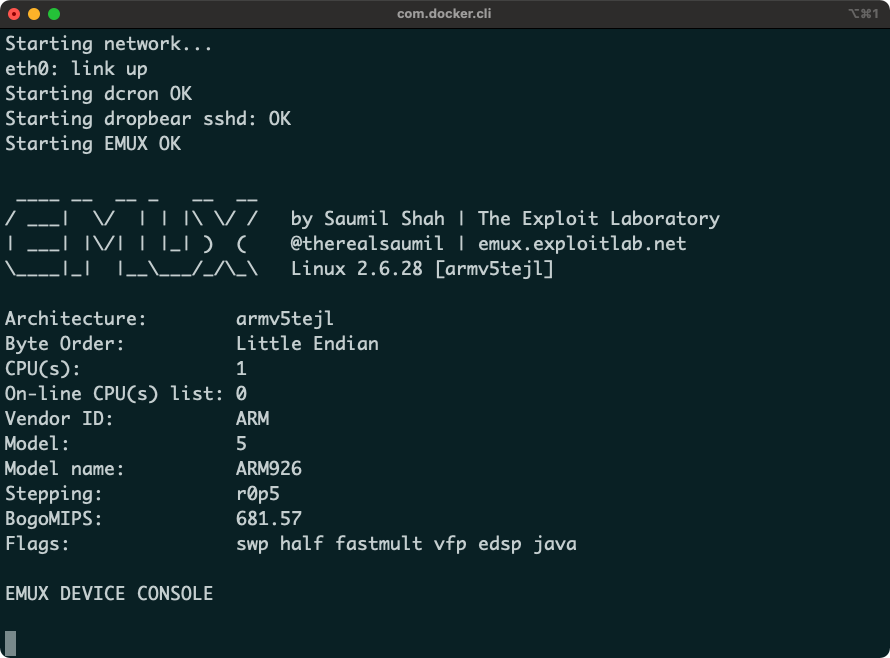 com.docker.cli
⌥⌘1
Starting network...
eth0: link up
Starting dcron OK
Starting dropbear sshd: OK
Starting EMUX OK
 ____ __  __ _   __  __
/ ___|  \/  | | |\ \/ /   by Saumil Shah | The Exploit Laboratory
| ___| |\/| | |_| )  (    @therealsaumil | emux.exploitlab.net
\____|_|  |__\___/_/\_\   Linux 2.6.28 [armv5tejl]
Architecture:        armv5tejl
Byte Order:          Little Endian
CPU(s):              1
On-line CPU(s) list: 0
Vendor ID:           ARM
Model:               5
Model name:          ARM926
Stepping:            r0p5
BogoMIPS:            681.57
Flags:               swp half fastmult vfp edsp java
EMUX DEVICE CONSOLE